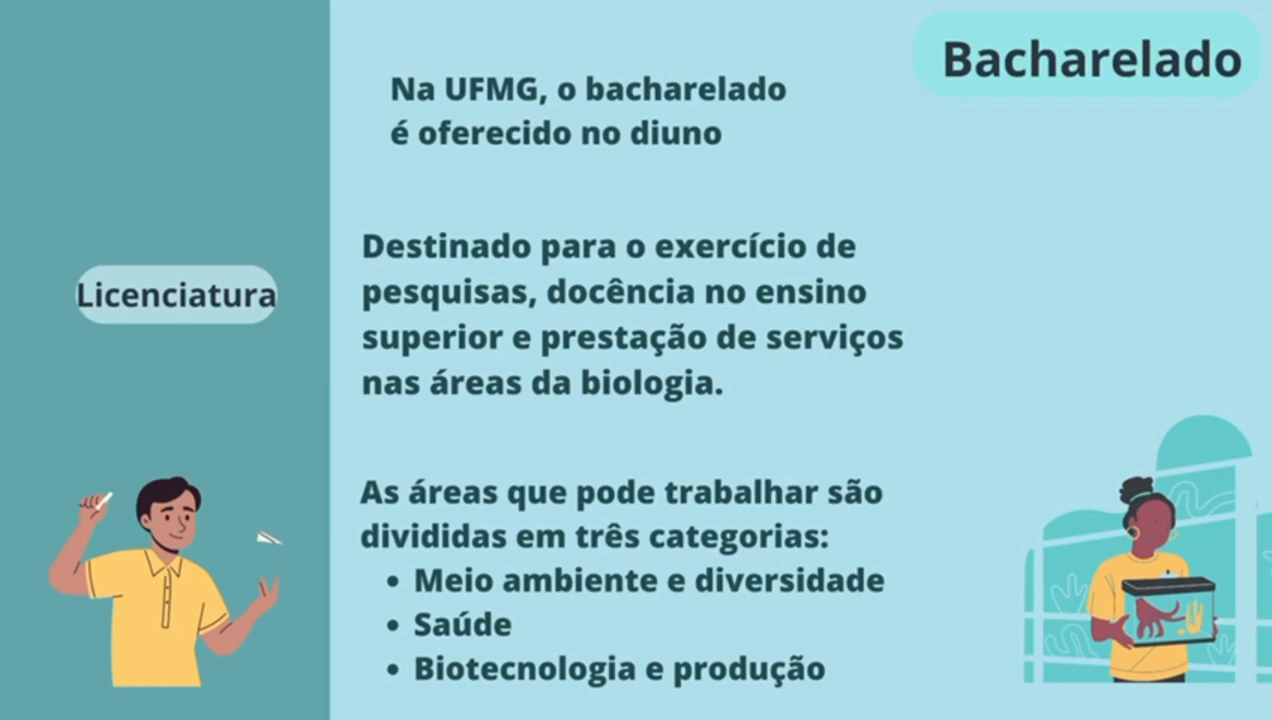 Bacharelado
Na UFMG, o bacharelado
é oferecido no diuno
Licenciatura
Destinado para o exercício de
pesquisas, docência no ensino
superior e prestação de serviços
nas áreas da biologia.
As áreas que pode trabalhar são
divididas em três categorias:
• Meio ambiente e diversidade
• Saúde
• Biotecnologia e produção